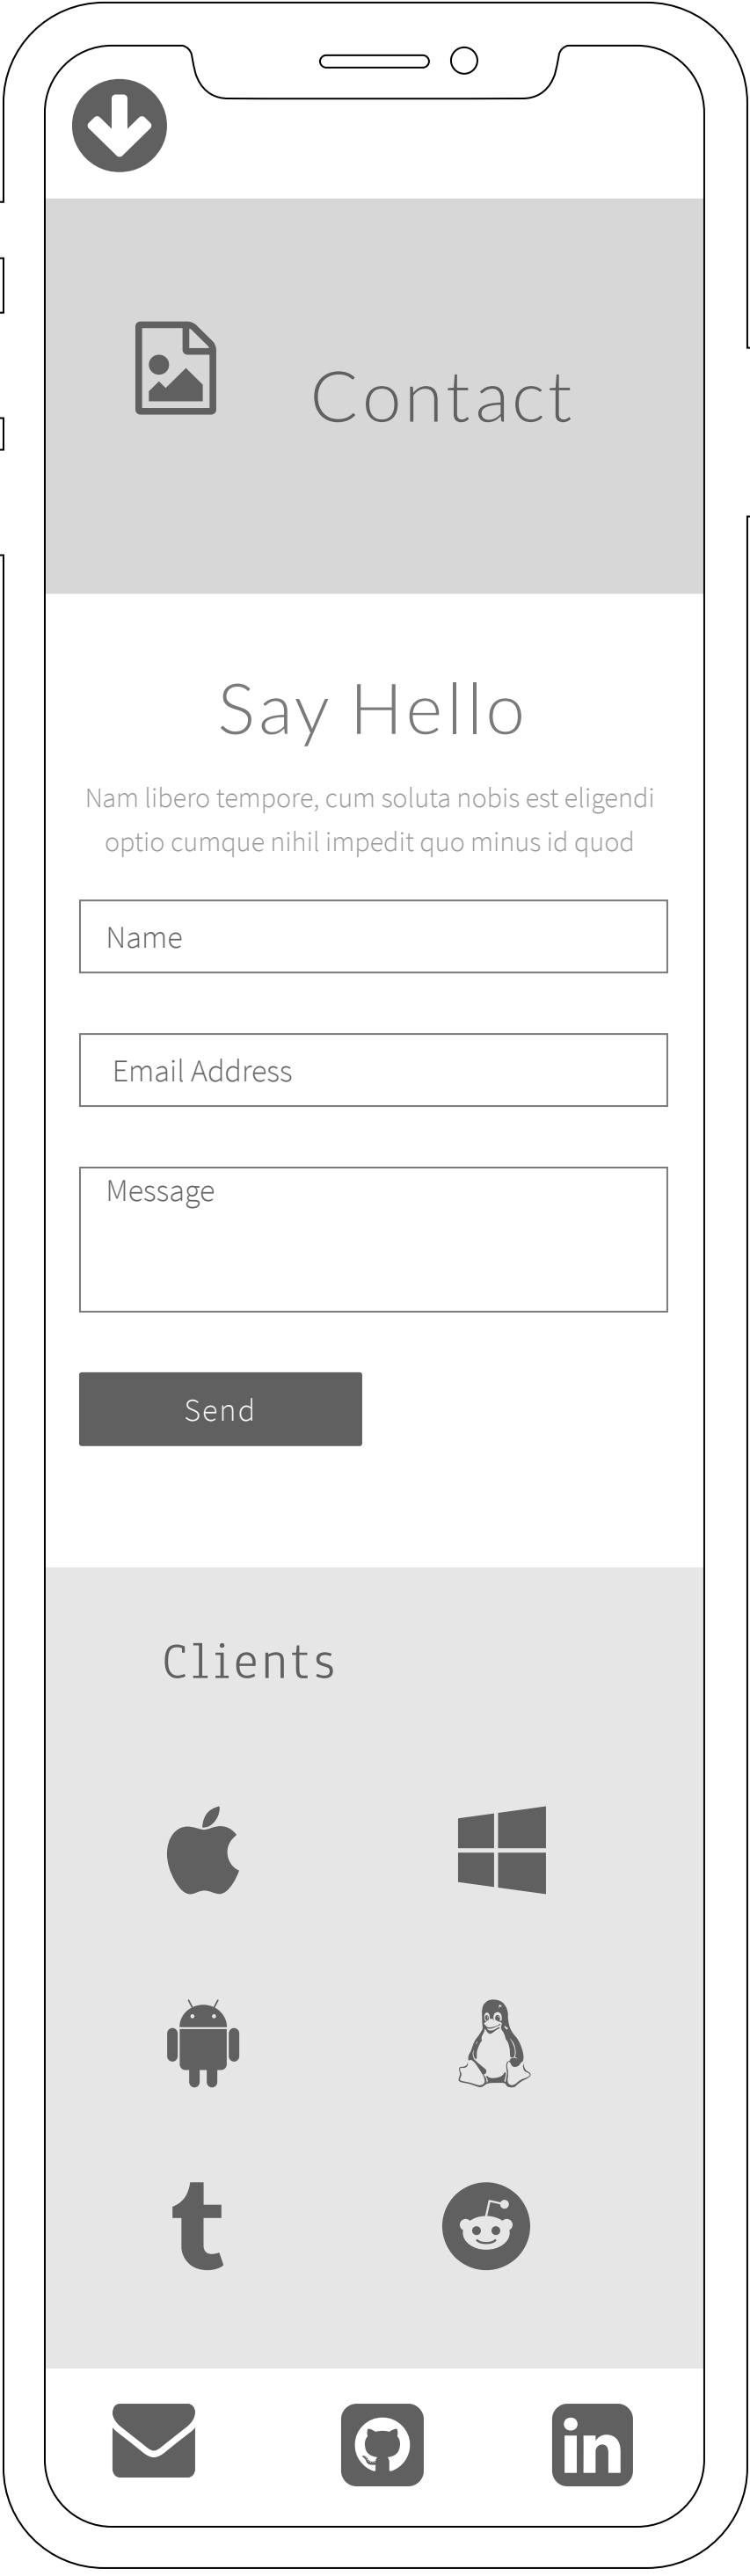 Contact
Say Hello
Nam libero tempore, cum soluta nobis est eligendi
optio cumque nihil impedit quo minus id quod
Name
Email Address
Message
Send
Clients
t
in